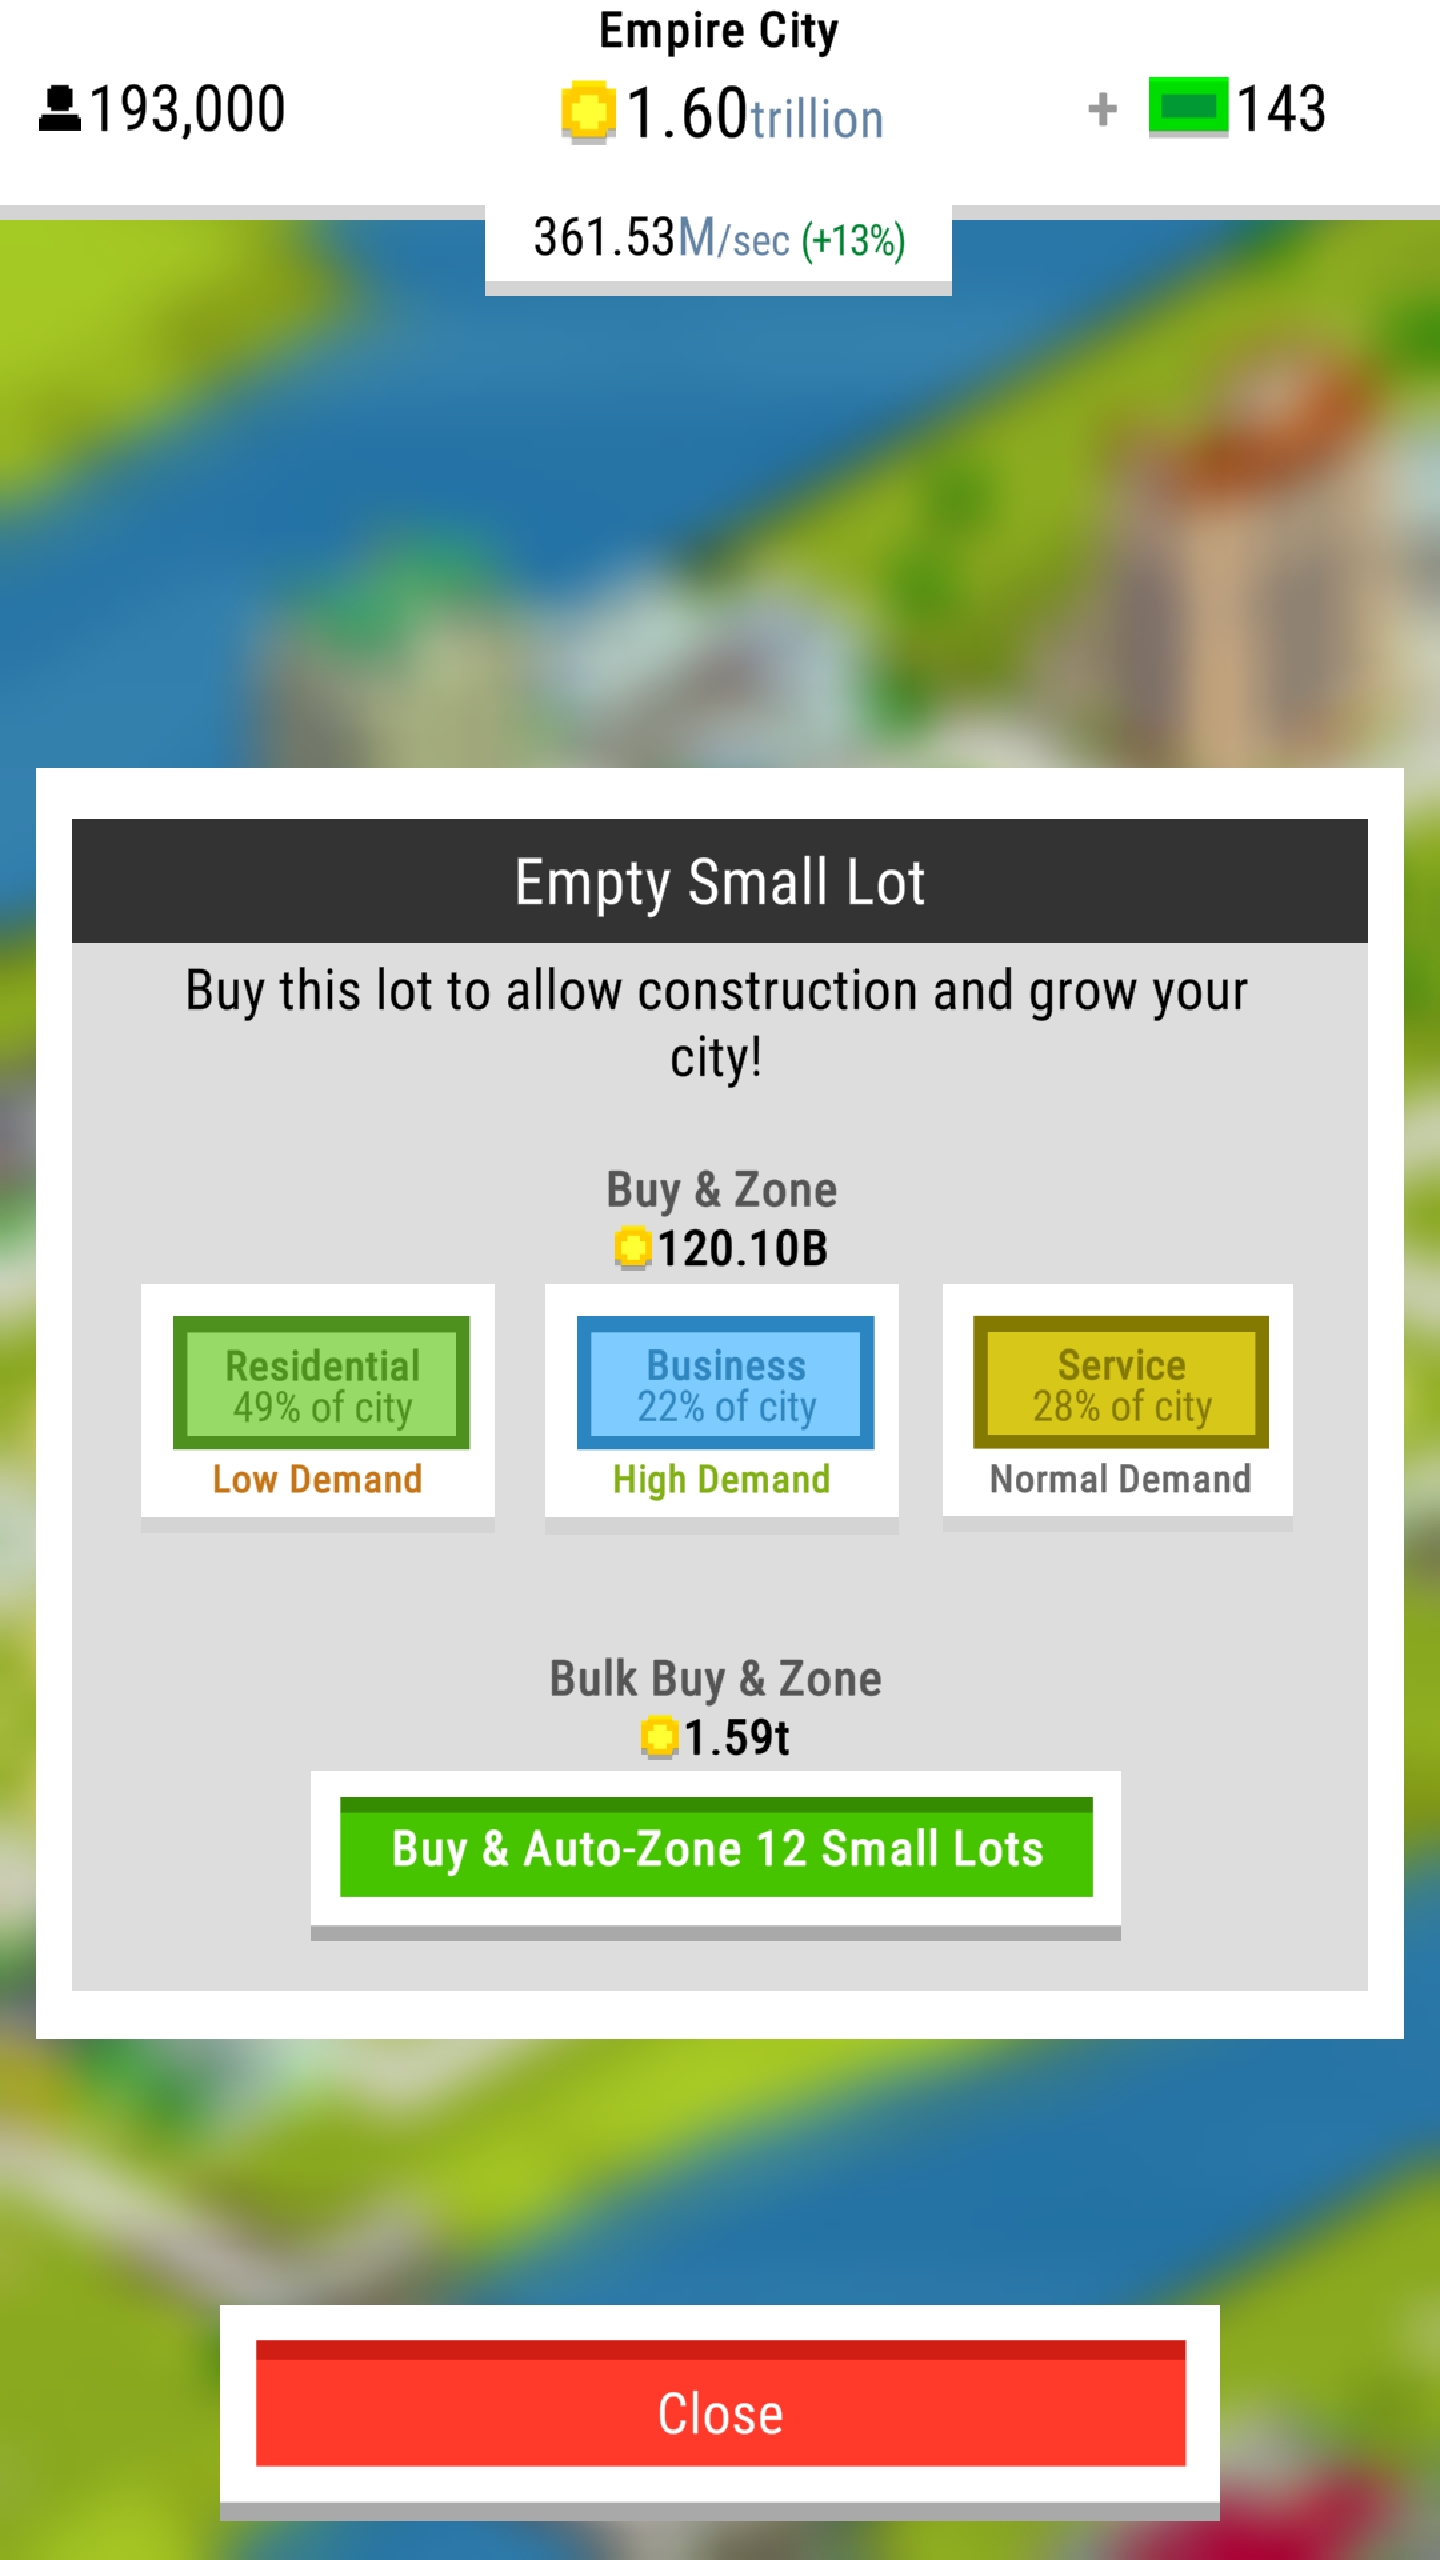 Empire City
193,000
1.60trillion
+ 143
361.53M/sec (+13%)
Empty Small Lot
Buy this lot to allow construction and grow your
city!
Buy & Zone
120.10B
Residential
49% of city
Low Demand
Business
22% of city
High Demand
Service
28% of city
Normal Demand
Bulk Buy & Zone
1.59t
Buy & Auto-Zone 12 Small Lots
Close